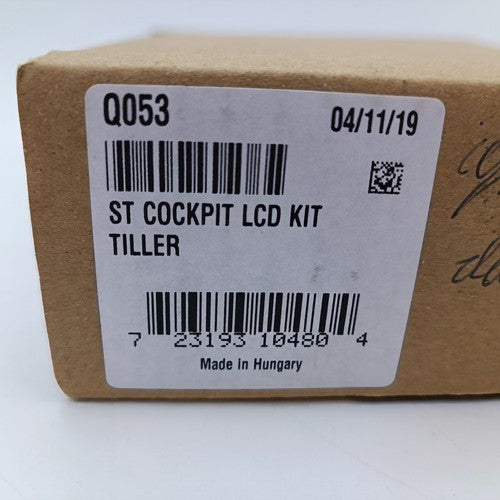 Q053 04/11/19
ST COCKPIT LCD KIT
TILLER
7 23193 10480 4
Made in Hungary